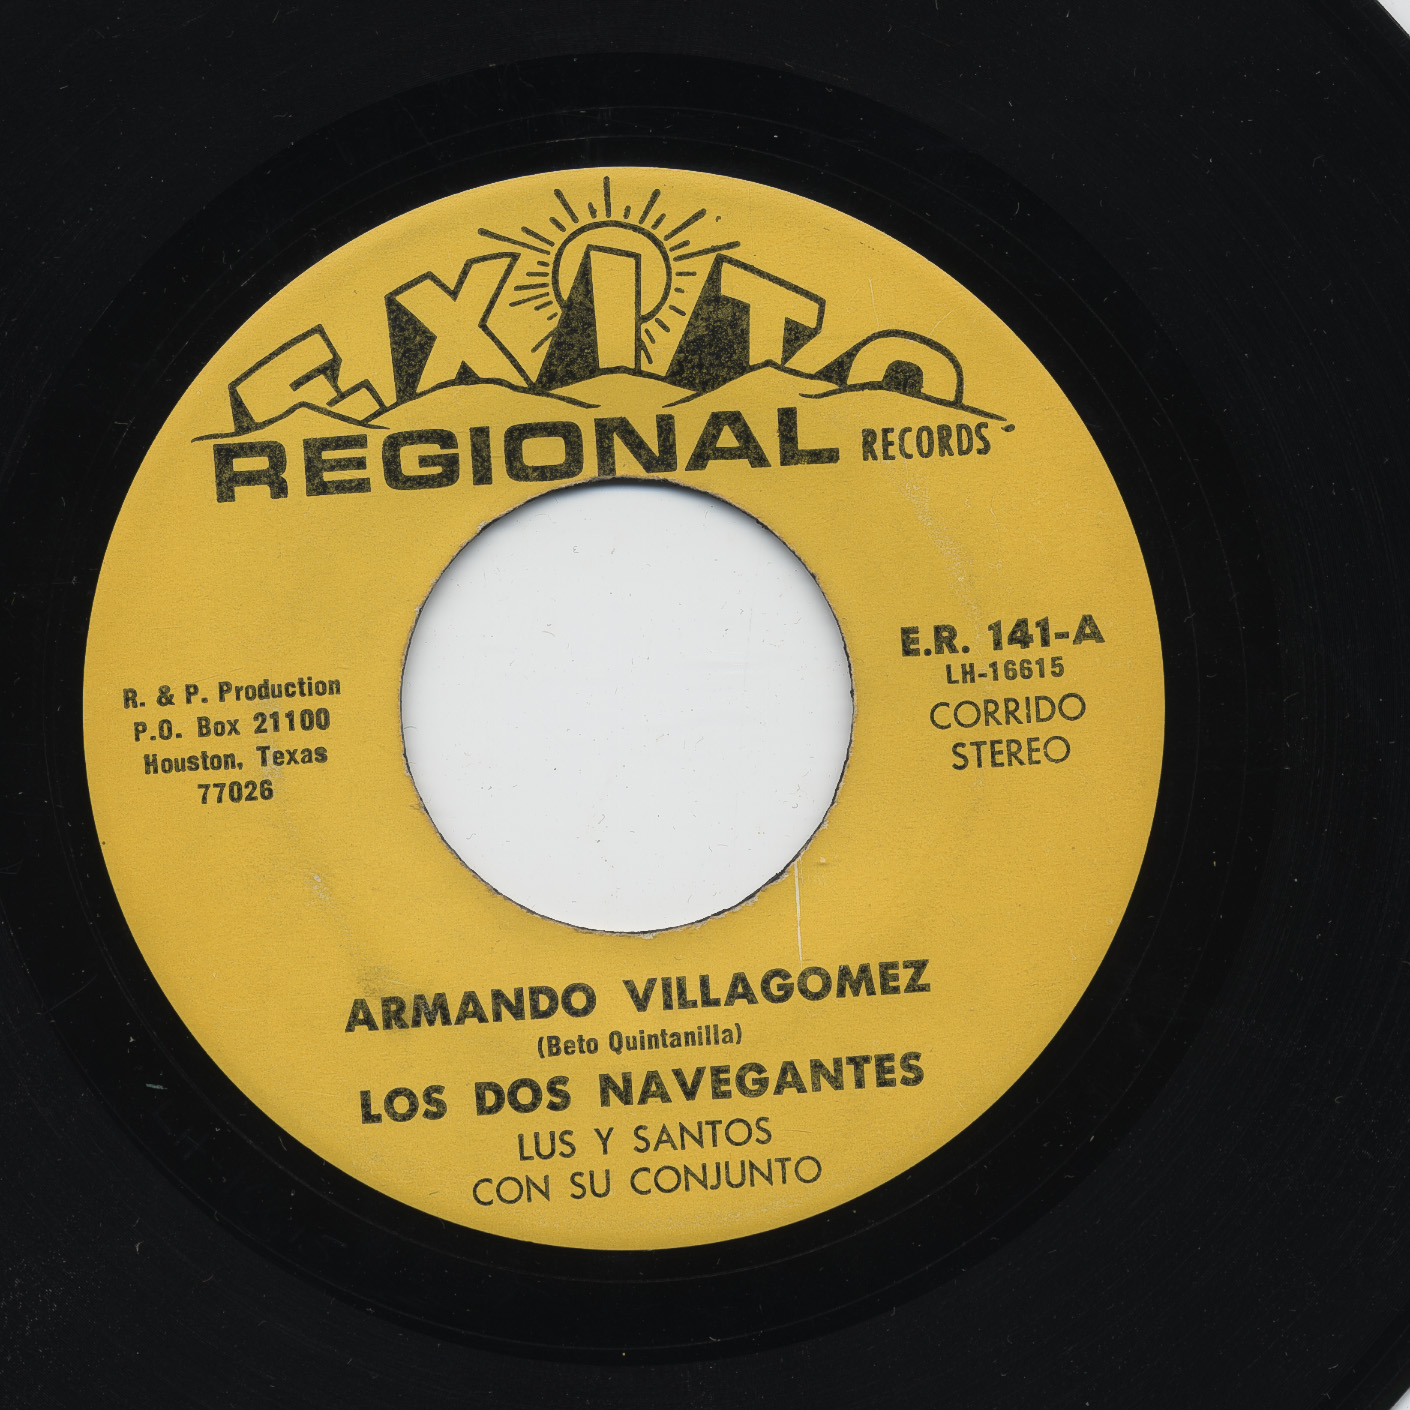 EXITO
REGIONAL RECORDS
R. & P. Production
P.O. Box 21100
Houston, Texas
77026
E.R. 141-A
LH-16615
CORRIDO
STEREO
ARMANDO VILLAGOMEZ
(Beto Quintanilla)
LOS DOS NAVEGANTES
LUS Y SANTOS
CON SU CONJUNTO